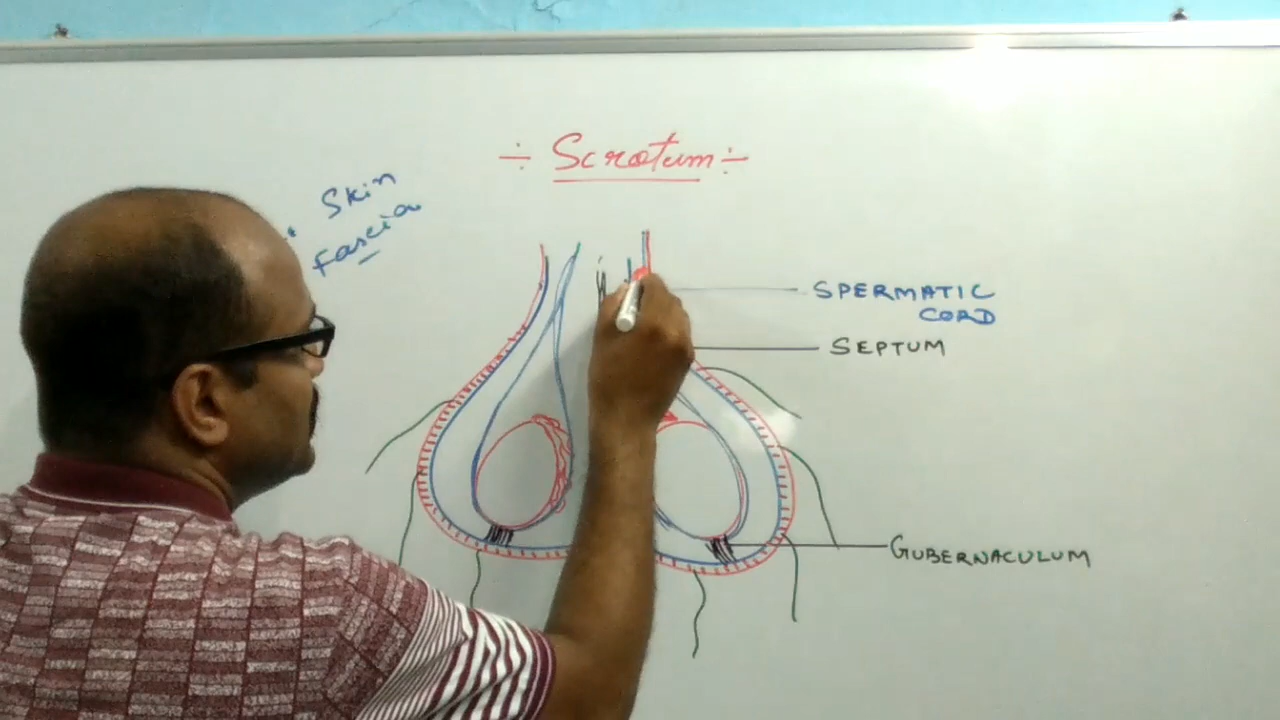 ÷ Scrotum ÷
Skin
Fascia
SPERMATIC
CORD
SEPTUM
GUBERNACULUM